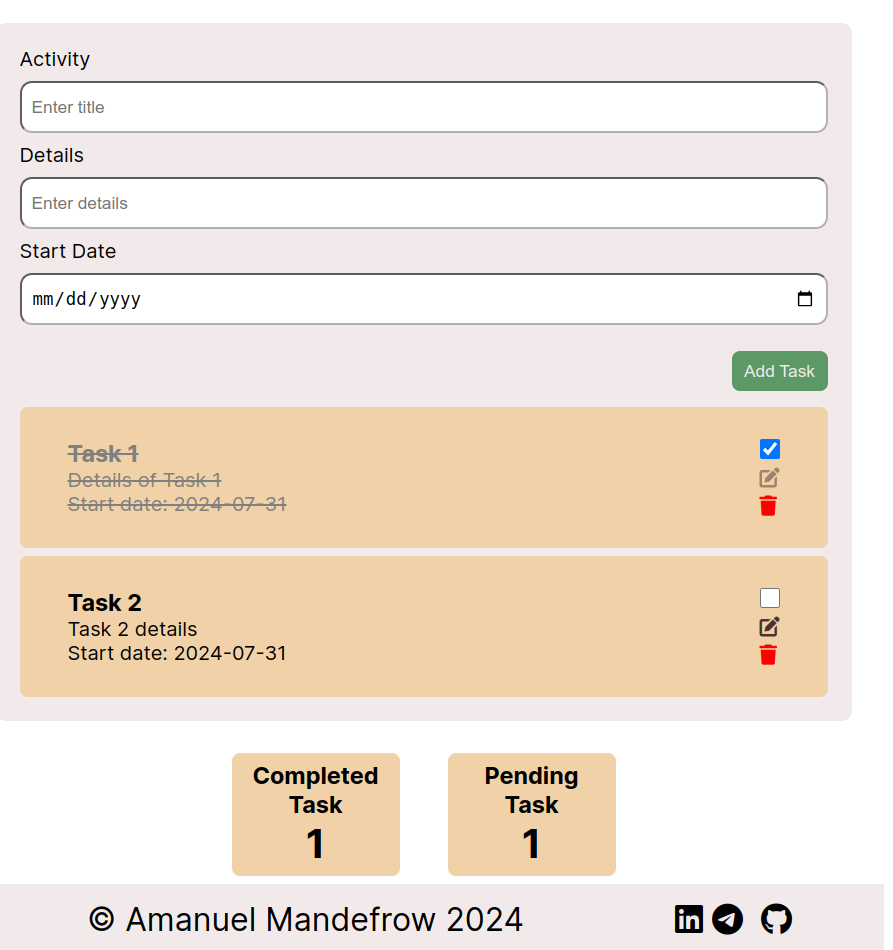 Activity
Enter title
Details
Enter details
Start Date
mm/dd/yyyy
Add Task
Task 1
Details of Task 1
Start date: 2024-07-31
Task 2
Task 2 details
Start date: 2024-07-31
Completed
Task
1
Pending
Task
1
© Amanuel Mandefrow 2024
in